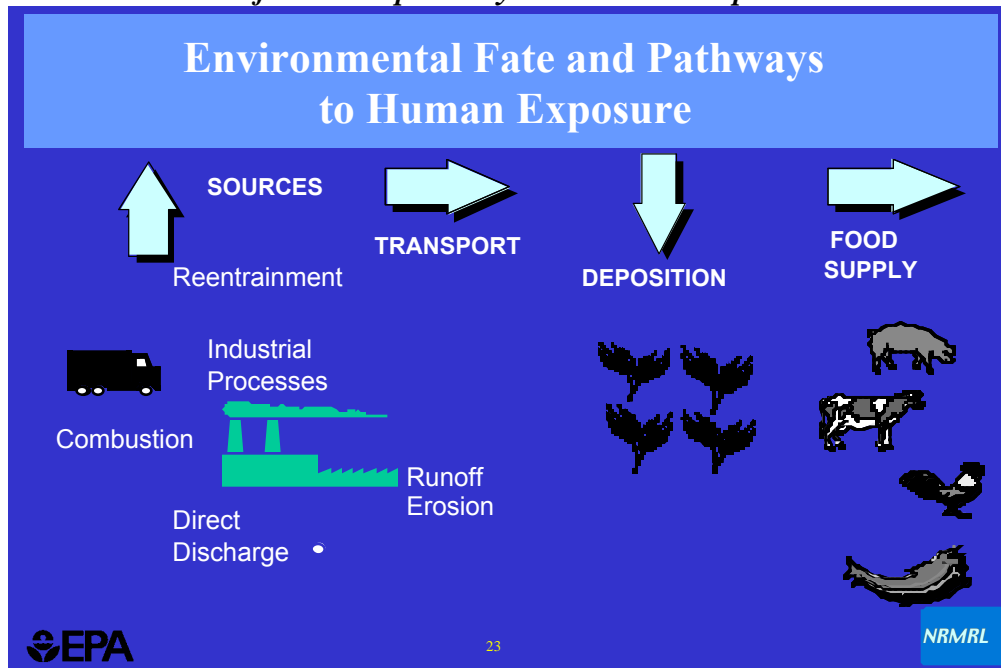 Environmental Fate and Pathways
to Human Exposure
SOURCES
TRANSPORT
DEPOSITION
FOOD
SUPPLY
Reentrainment
Industrial
Processes
Combustion
Runoff
Erosion
Direct
Discharge
EPA
23
NRMRL